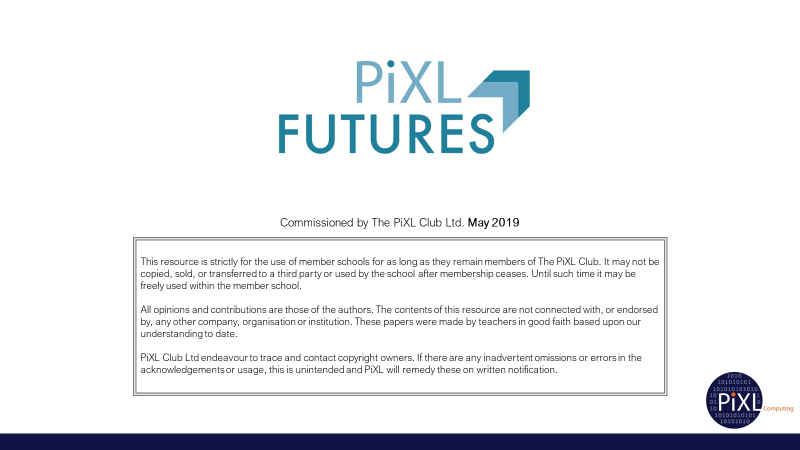 PiXL
FUTURES
Commissioned by The PiXL Club Ltd. May 2019
This resource is strictly for the use of member schools for as long as they remain members of The PiXL Club. It may not be
copied, sold, or transferred to a third party or used by the school after membership ceases. Until such time it may be
freely used within the member school.
All opinions and contributions are those of the authors. The contents of this resource are not connected with, or endorsed
by, any other company, organisation or institution. These papers were made by teachers in good faith based upon our
understanding to date.
PiXL Club Ltd endeavour to trace and contact copyright owners. If there are any inadvertent omissions or errors in the
acknowledgements or usage, this is unintended and PiXL will remedy these on written notification.
1010
101010101
10101010101
PiXL
Computing
1010101010
10101010